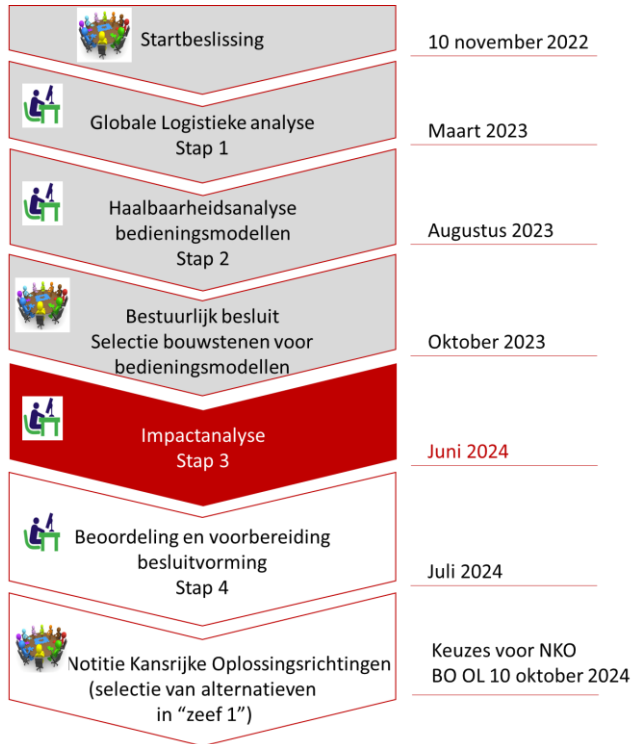 Startbeslissing
10 november 2022
Globale Logistieke analyse
Stap 1
Maart 2023
Haalbaarheidsanalyse
bedieningsmodellen
Stap 2
Augustus 2023
Bestuurlijk besluit
Selectie bouwstenen voor
bedieningsmodellen
Oktober 2023
Impactanalyse
Stap 3
Juni 2024
Beoordeling en voorbereiding
besluitvorming
Stap 4
Juli 2024
Notitie Kansrijke Oplossingsrichtingen
(selectie van alternatieven
in “zeef 1”)
Keuzes voor NKO
BO OL 10 oktober 2024